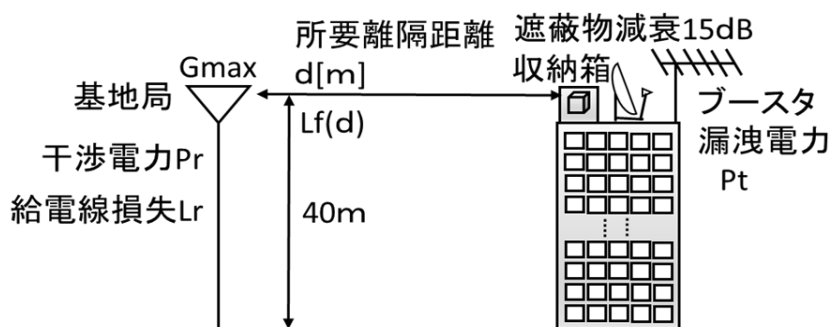 所要離隔距離
d[m]
Lf(d)
遮蔽物減衰15dB
収納箱
Gmax
基地局
干渉電力Pr
給電線損失Lr
40m
ブースタ
漏洩電力
Pt